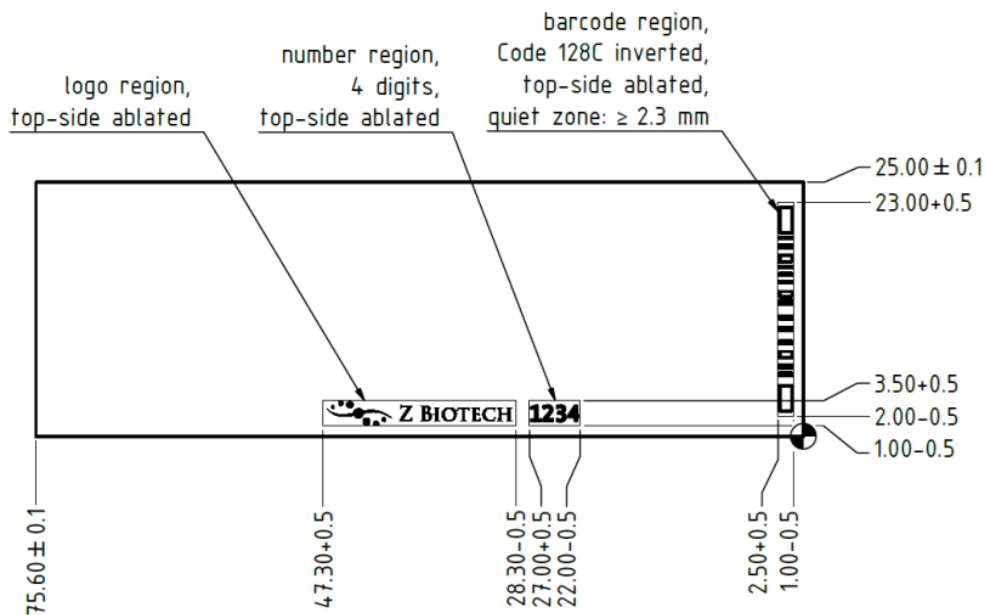 barcode region,
Code 128C inverted,
top-side ablated,
quiet zone: ≥ 2.3 mm
number region,
4 digits,
top-side ablated
logo region,
top-side ablated
25.00 ± 0.1
23.00+0.5
Z BIOTECH
1234
3.50+0.5
2.00-0.5
1.00-0.5
75.60 ± 0.1
47.30+0.5
28.30-0.5
27.00+0.5
22.00-0.5
2.50+0.5
1.00-0.5